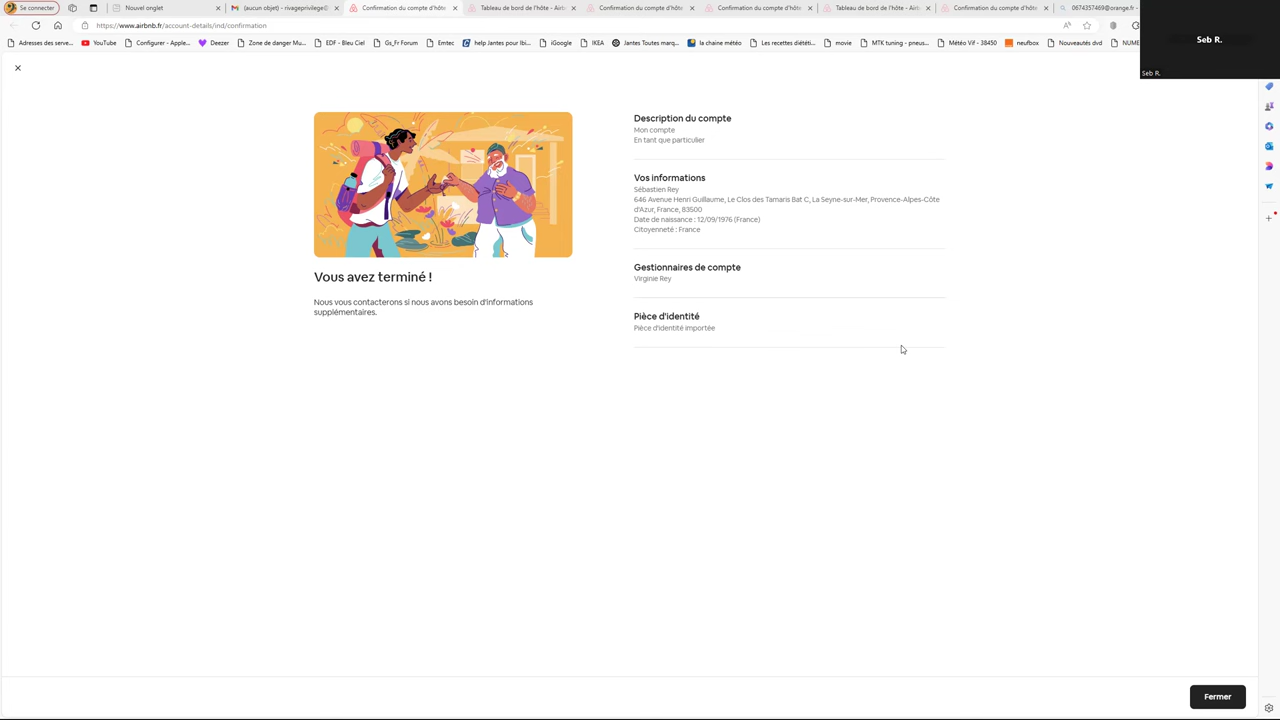 Se connecter
Nouvel onglet
(aucun objet) - rivageprivilege@
Confirmation du compte d'hôte
Tableau de bord de l'hôte - Airb
Confirmation du compte d'hôte
Confirmation du compte d'hôte
Tableau de bord de l'hôte - Airb
Confirmation du compte d'hôte
0674357469@orange.fr -
https://www.airbnb.fr/account-details/ind/confirmation
Adresses des serve...
YouTube
Configurer - Apple...
Deezer
Zone de danger Mu...
EDF - Bleu Ciel
Gs_Fr Forum
Emtec
help Jantes pour Ibi...
iGoogle
IKEA
Jantes Toutes marq...
la chaine météo
Les recettes diététi...
movie
!MTK tuning - pneus...
Météo Vif - 38450
neufbox
Nouveautés dvd
NUME
Seb R.
Seb R.
Vous avez terminé !
Nous vous contacterons si nous avons besoin d'informations
supplémentaires.
Description du compte
Mon compte
En tant que particulier
Vos informations
Sébastien Rey
646 Avenue Henri Guillaume, Le Clos des Tamaris Bat C, La Seyne-sur-Mer, Provence-Alpes-Côte
d'Azur, France, 83500
Date de naissance : 12/09/1976 (France)
Citoyenneté : France
Gestionnaires de compte
Virginie Rey
Pièce d'identité
Pièce d'identité importée
Fermer